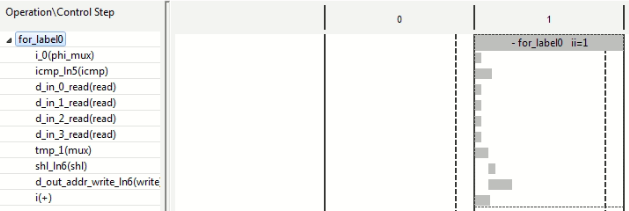 Operation\Control Step 0 1
for_label0 - for_label0 ii=1
i_0(phi_mux)
icmp_ln5(icmp)
d_in_0_read(read)
d_in_1_read(read)
d_in_2_read(read)
d_in_3_read(read)
tmp_1(mux)
shl_ln6(shl)
d_out_addr_write_ln6(write
i(+)